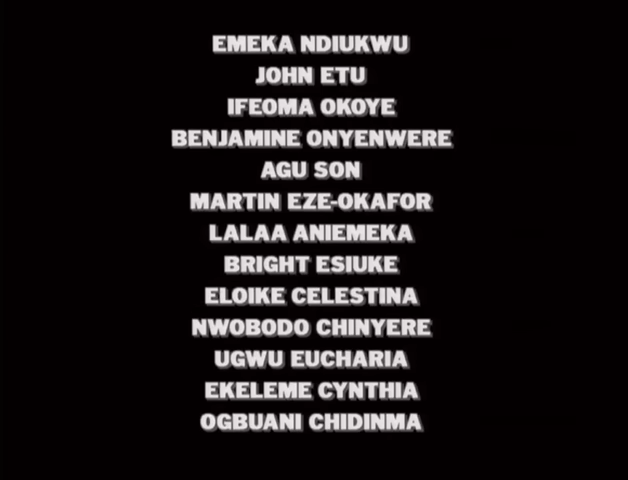 EMEKA NDIUKWU
JOHN ETU
IFEOMA OKOYE
BENJAMINE ONYENWERE
AGU SON
MARTIN EZE-OKAFOR
LALAA ANIEMEKA
BRIGHT ESIUKE
ELOIKE CELESTINA
NWOBODO CHINYERE
UGWU EUCHARIA
EKELEME CYNTHIA
OGBUANI CHIDINMA